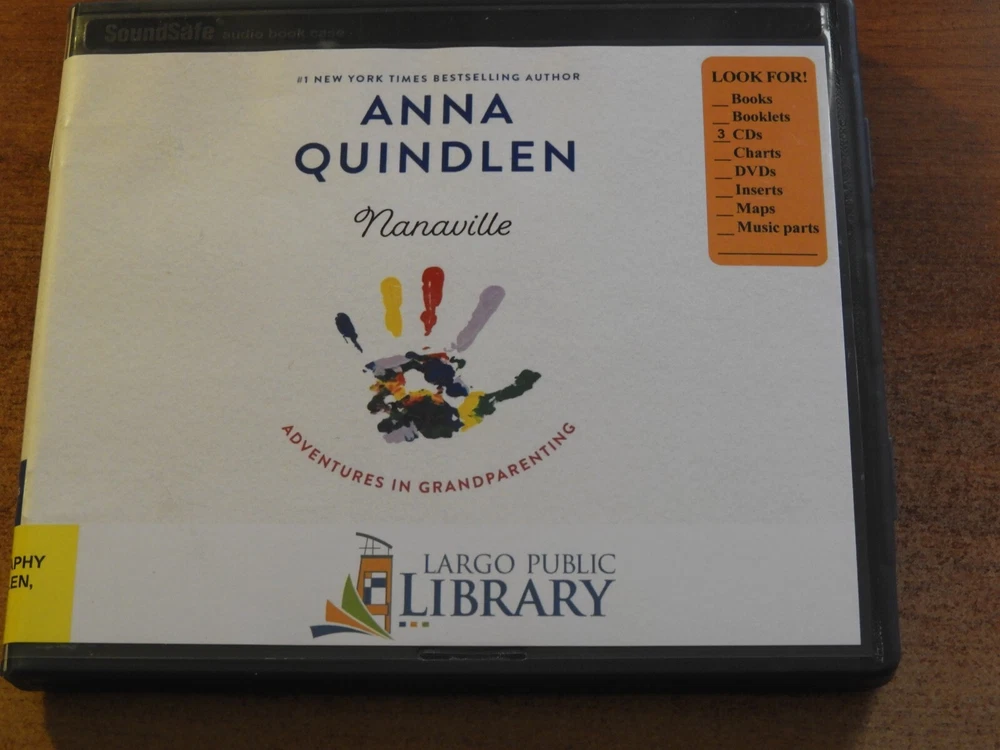 SoundSafe audio book case
#1 NEW YORK TIMES BESTSELLING AUTHOR
ANNA
QUINDLEN
Nanaville
ADVENTURES IN GRANDPARENTING
LOOK FOR!
__ Books
__ Booklets
3 CDs
__ Charts
__ DVDs
__ Inserts
__ Maps
__ Music parts
APHY
EN,
LARGO PUBLIC
LIBRARY